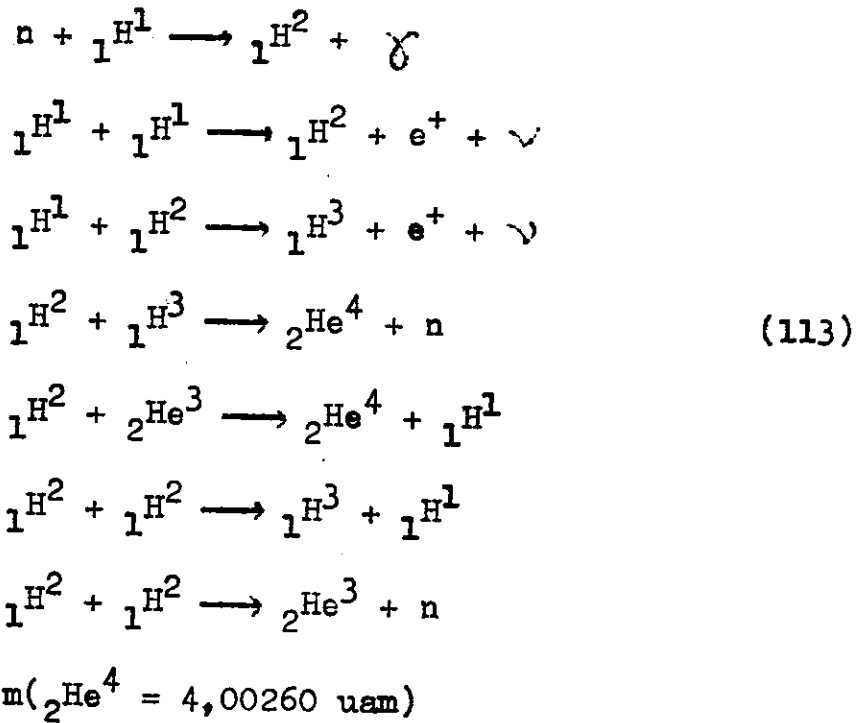 n + ₁H¹ ⟶ ₁H² + γ
₁H¹ + ₁H¹ ⟶ ₁H² + e⁺ + ν
₁H¹ + ₁H² ⟶ ₁H³ + e⁺ + ν
₁H² + ₁H³ ⟶ ₂He⁴ + n (113)
₁H² + ₂He³ ⟶ ₂He⁴ + ₁H¹
₁H² + ₁H² ⟶ ₁H³ + ₁H¹
₁H² + ₁H² ⟶ ₂He³ + n
m(₂He⁴ = 4,00260 uam)